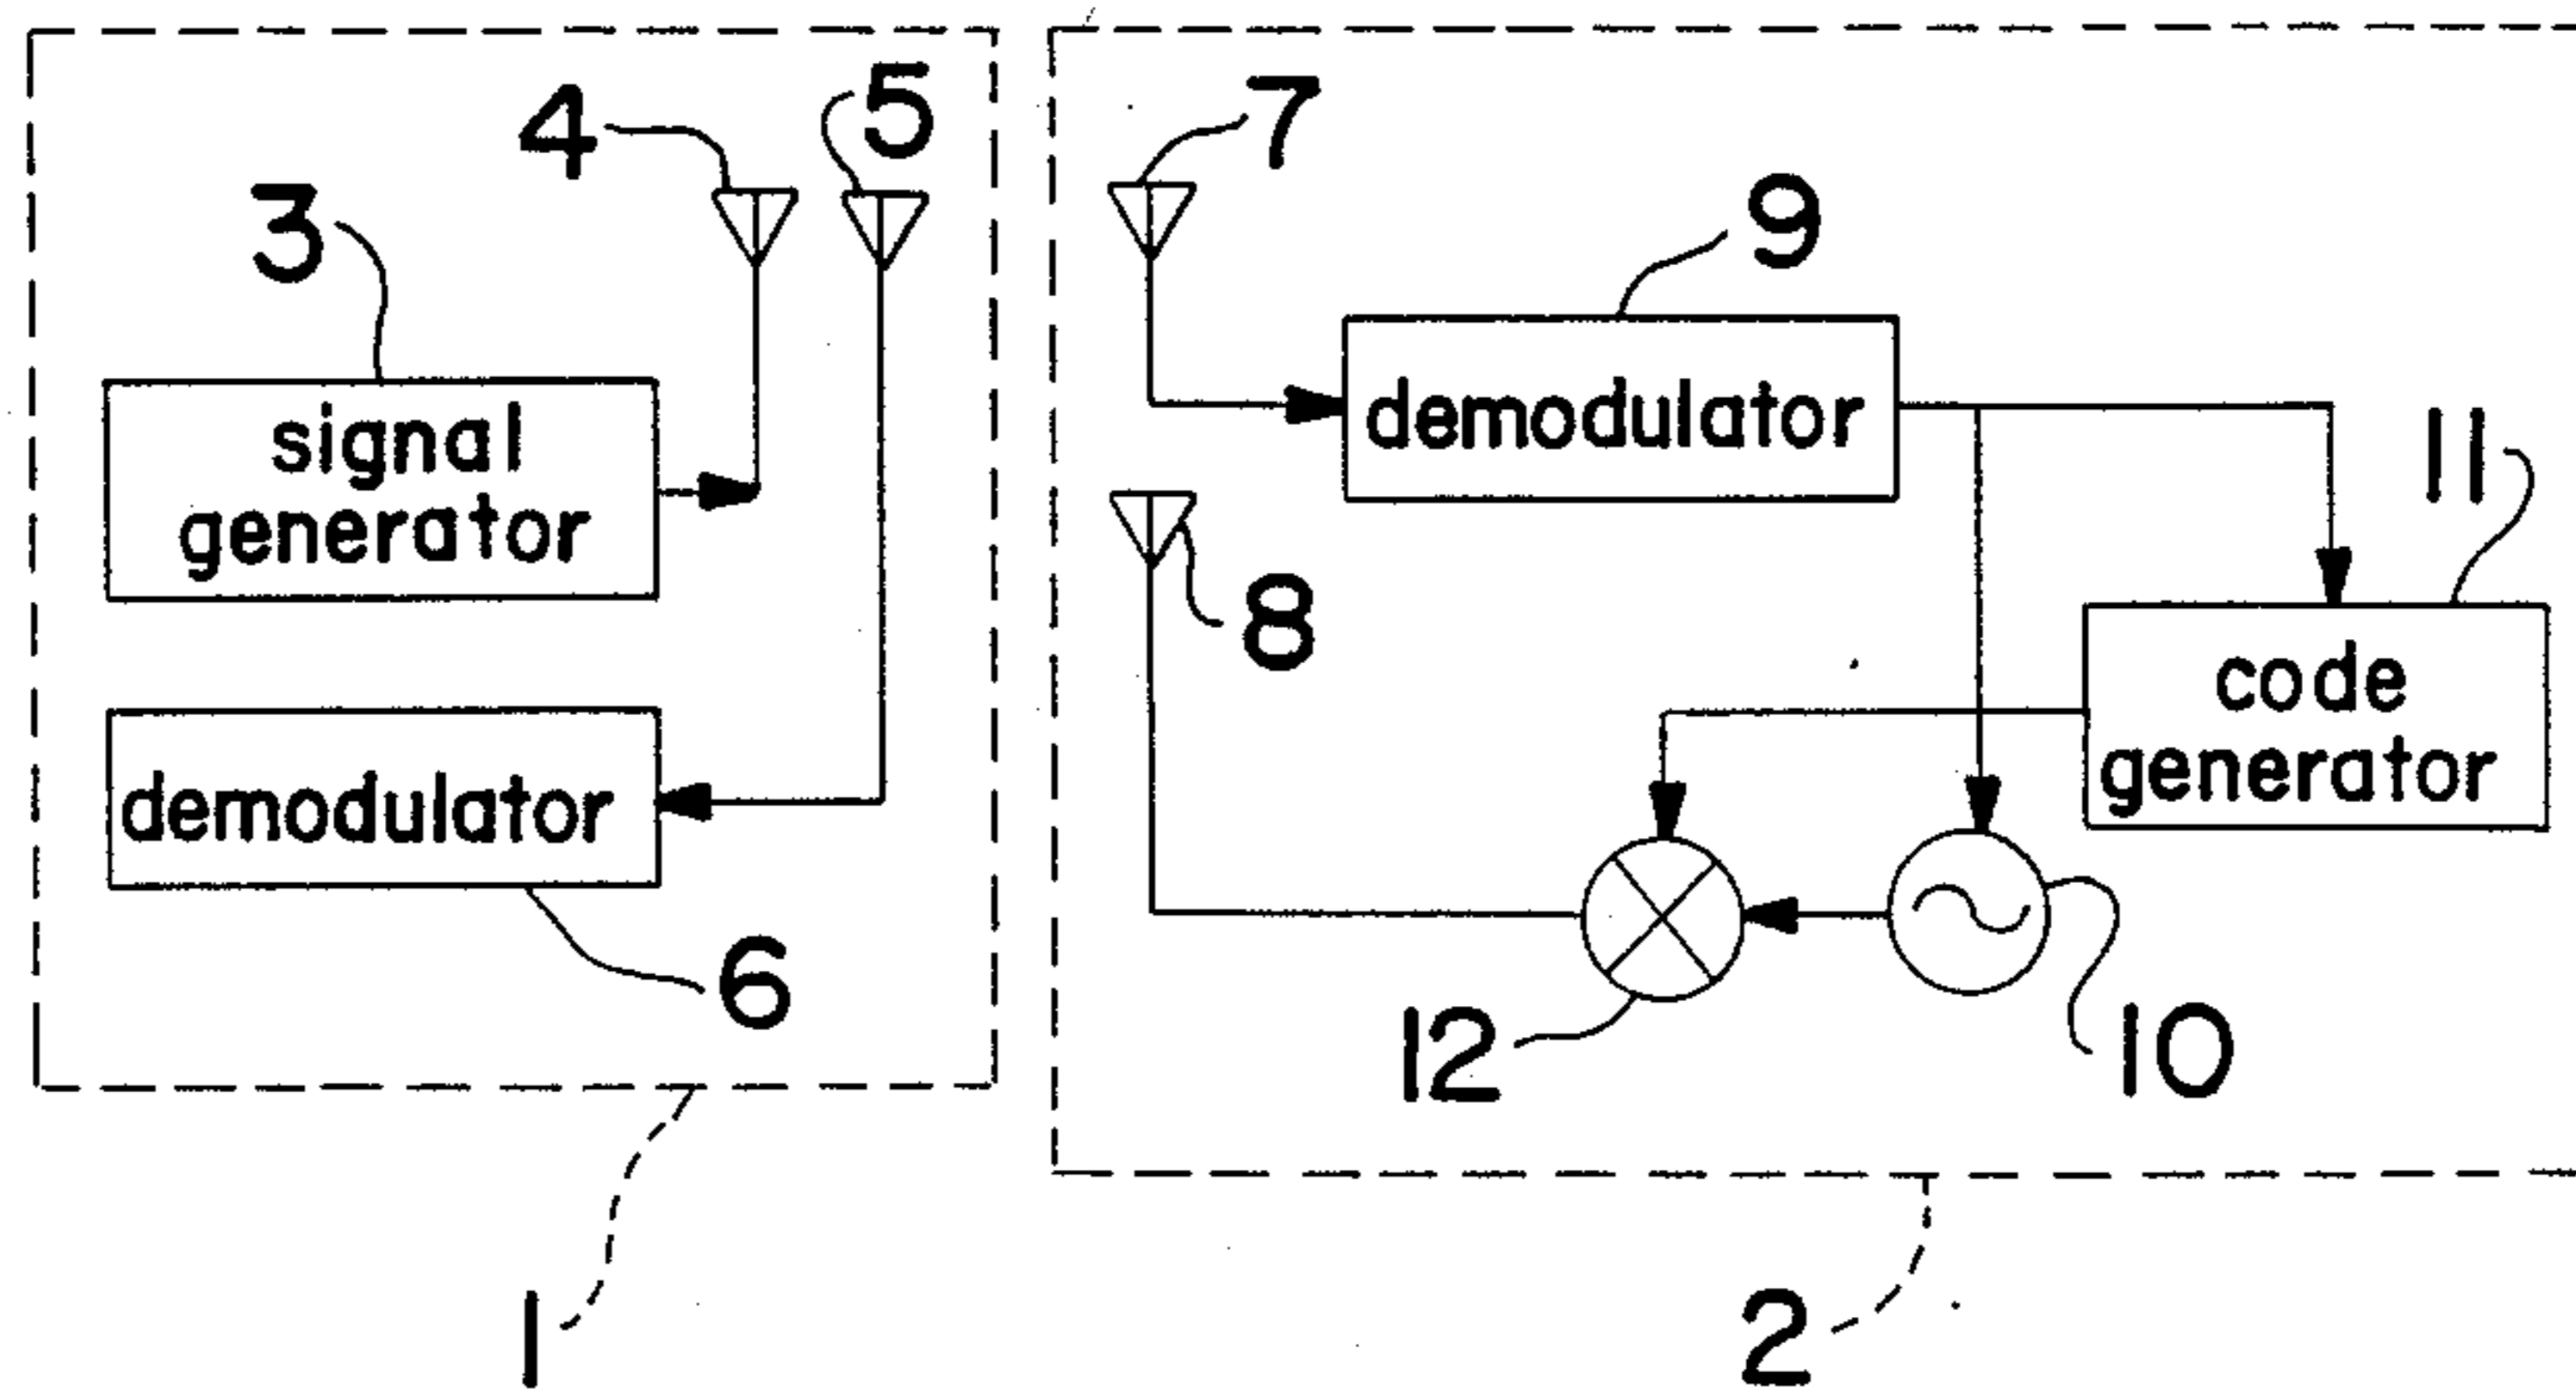 4
5
3
signal
generator
demodulator
6
1
7
9
demodulator
8
11
code
generator
12
10
2